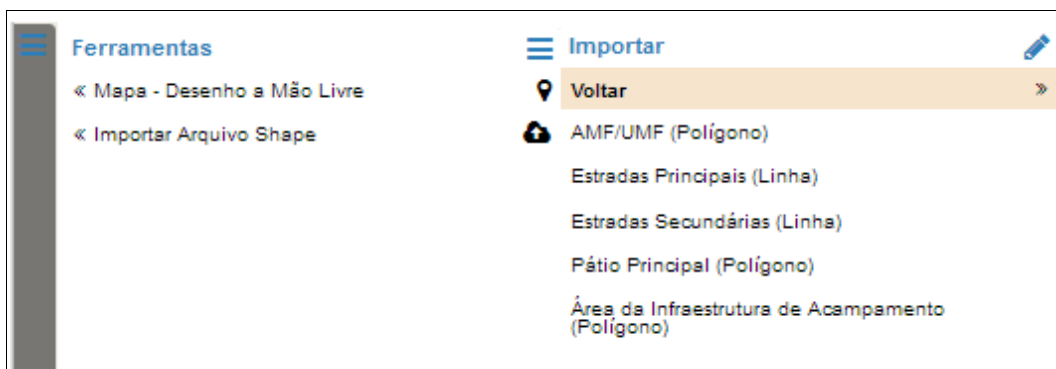 Ferramentas
« Mapa - Desenho a Mão Livre
« Importar Arquivo Shape
Importar
Voltar »
AMF/UMF (Polígono)
Estradas Principais (Linha)
Estradas Secundárias (Linha)
Pátio Principal (Polígono)
Área da Infraestrutura de Acampamento
(Polígono)